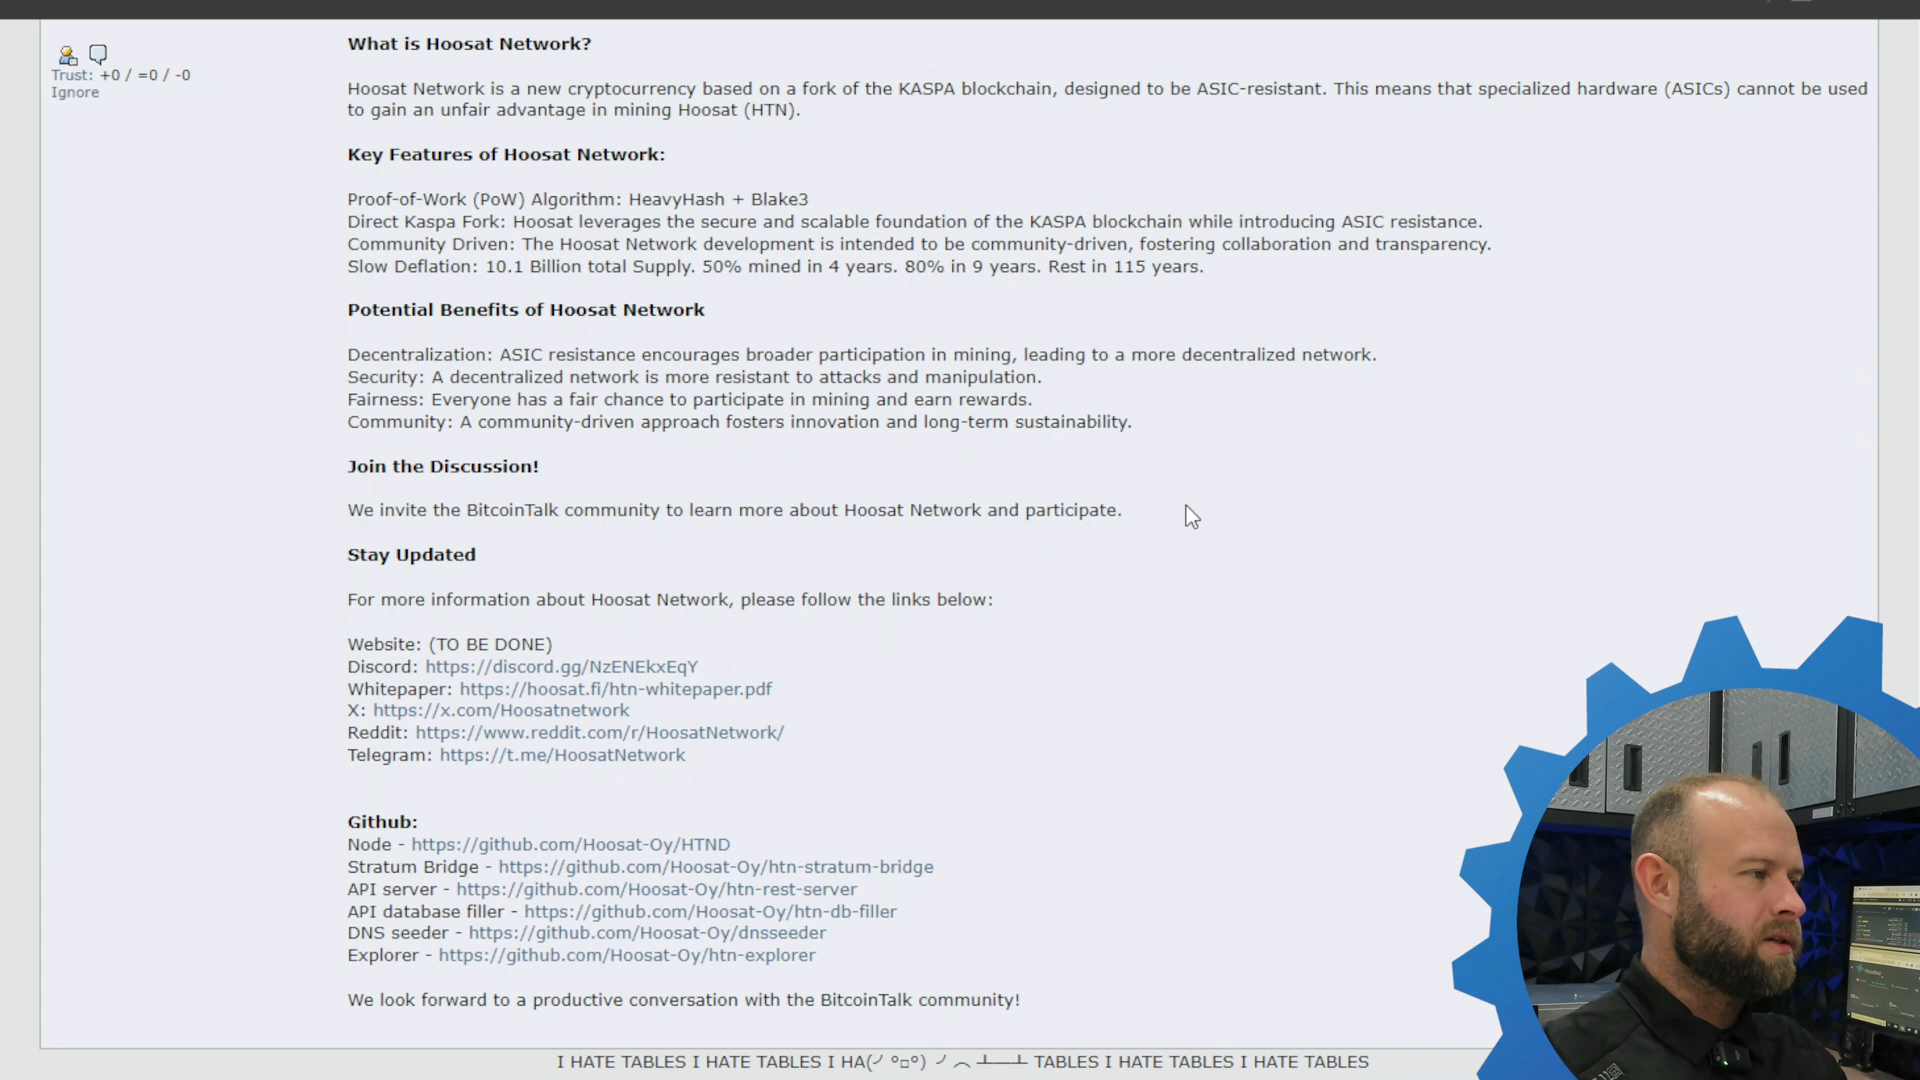 What is Hoosat Network?
Trust: +0 / =0 / -0
Ignore
Hoosat Network is a new cryptocurrency based on a fork of the KASPA blockchain, designed to be ASIC-resistant. This means that specialized hardware (ASICs) cannot be used
to gain an unfair advantage in mining Hoosat (HTN).
Key Features of Hoosat Network:
Proof-of-Work (PoW) Algorithm: HeavyHash + Blake3
Direct Kaspa Fork: Hoosat leverages the secure and scalable foundation of the KASPA blockchain while introducing ASIC resistance.
Community Driven: The Hoosat Network development is intended to be community-driven, fostering collaboration and transparency.
Slow Deflation: 10.1 Billion total Supply. 50% mined in 4 years. 80% in 9 years. Rest in 115 years.
Potential Benefits of Hoosat Network
Decentralization: ASIC resistance encourages broader participation in mining, leading to a more decentralized network.
Security: A decentralized network is more resistant to attacks and manipulation.
Fairness: Everyone has a fair chance to participate in mining and earn rewards.
Community: A community-driven approach fosters innovation and long-term sustainability.
Join the Discussion!
We invite the BitcoinTalk community to learn more about Hoosat Network and participate.
Stay Updated
For more information about Hoosat Network, please follow the links below:
Website: (TO BE DONE)
Discord: https://discord.gg/NzENEkxEqY
Whitepaper: https://hoosat.fi/htn-whitepaper.pdf
X: https://x.com/Hoosatnetwork
Reddit: https://www.reddit.com/r/HoosatNetwork/
Telegram: https://t.me/HoosatNetwork
Github:
Node - https://github.com/Hoosat-Oy/HTND
Stratum Bridge - https://github.com/Hoosat-Oy/htn-stratum-bridge
API server - https://github.com/Hoosat-Oy/htn-rest-server
API database filler - https://github.com/Hoosat-Oy/htn-db-filler
DNS seeder - https://github.com/Hoosat-Oy/dnsseeder
Explorer - https://github.com/Hoosat-Oy/htn-explorer
We look forward to a productive conversation with the BitcoinTalk community!
I HATE TABLES I HATE TABLES I HA(╯°□°)╯︵ ┻━┻ TABLES I HATE TABLES I HATE TABLES